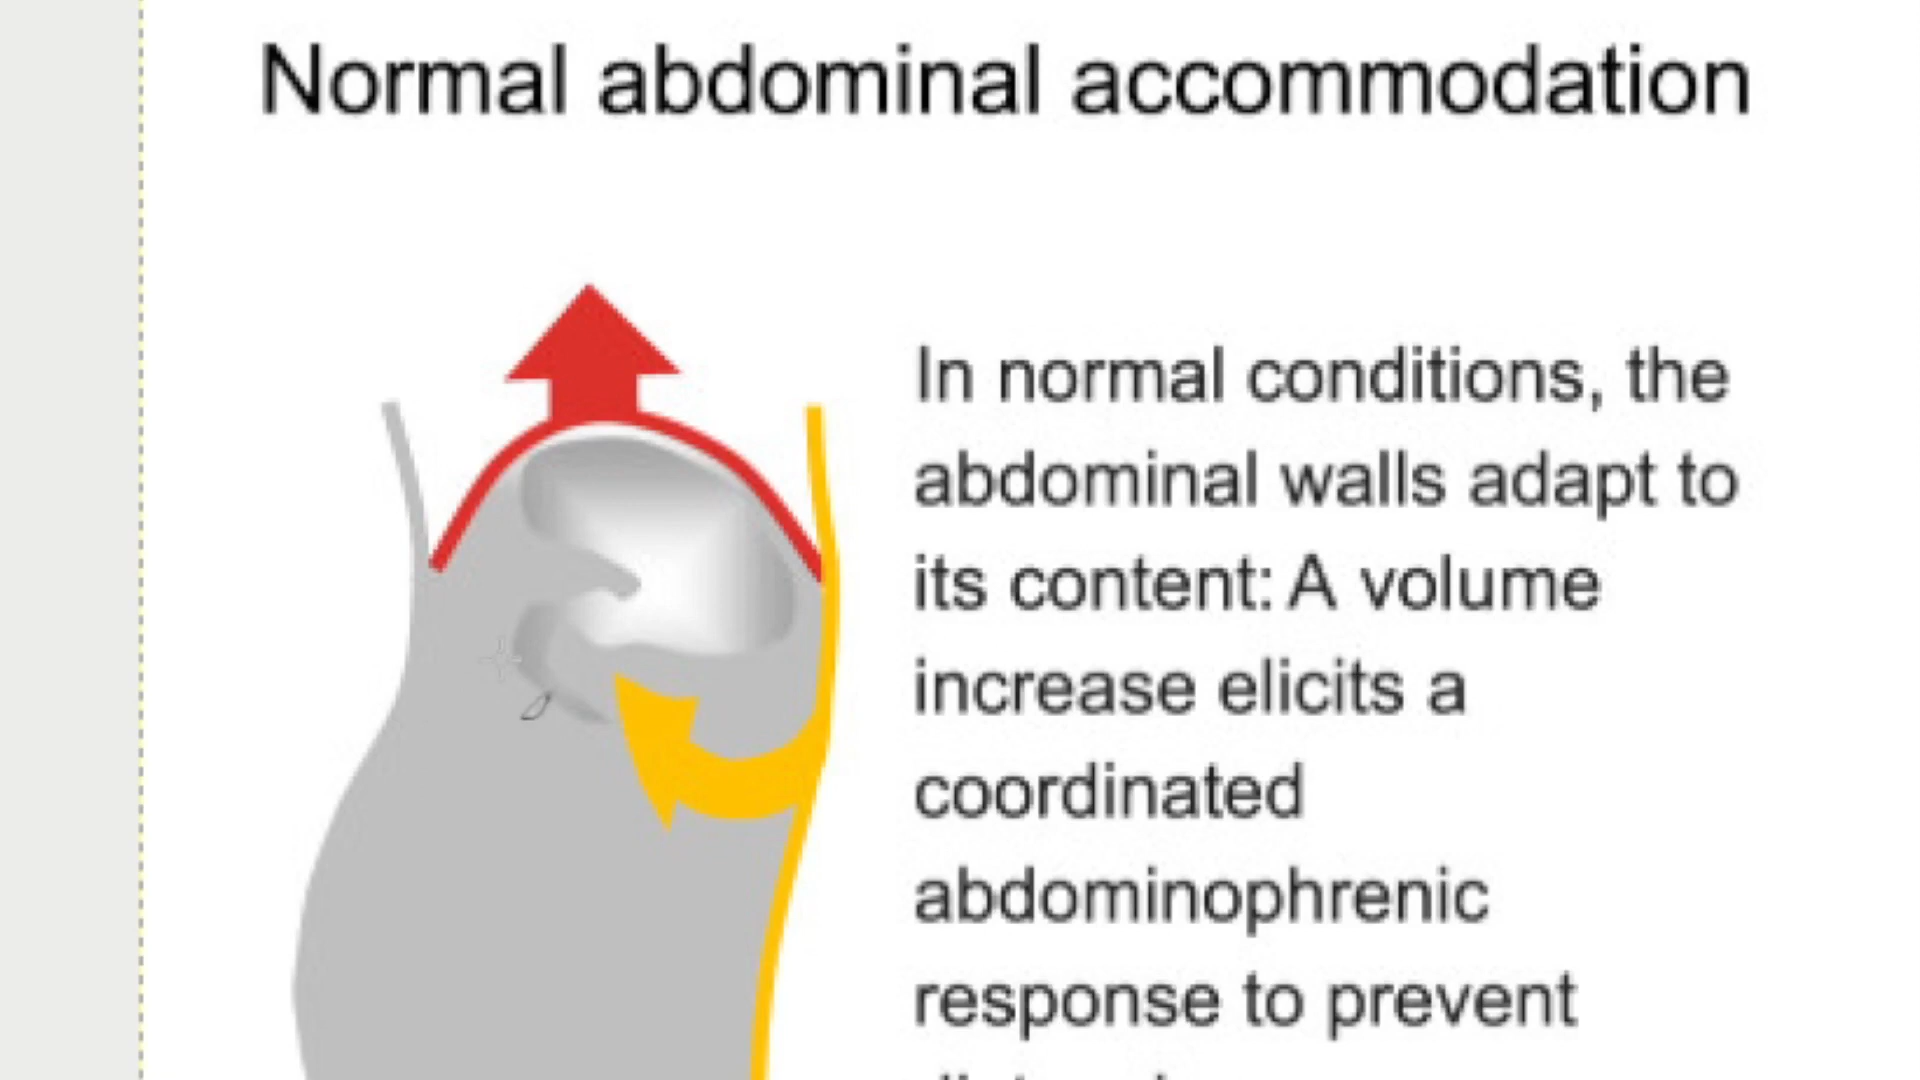 Normal abdominal accommodation
In normal conditions, the
abdominal walls adapt to
its content: A volume
increase elicits a
coordinated
abdominophrenic
response to prevent